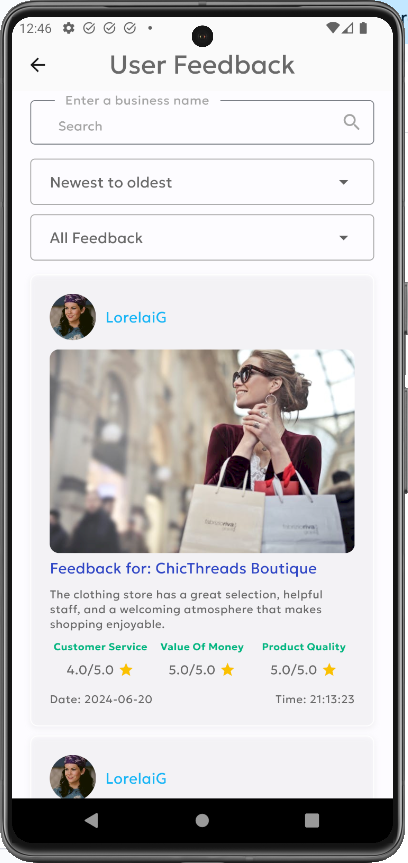 12:46
User Feedback
Enter a business name
Search
Newest to oldest
All Feedback
LorelaiG
Feedback for: ChicThreads Boutique
The clothing store has a great selection, helpful
staff, and a welcoming atmosphere that makes
shopping enjoyable.
Customer Service Value Of Money Product Quality
4.0/5.0 5.0/5.0 5.0/5.0
Date: 2024-06-20 Time: 21:13:23
LorelaiG